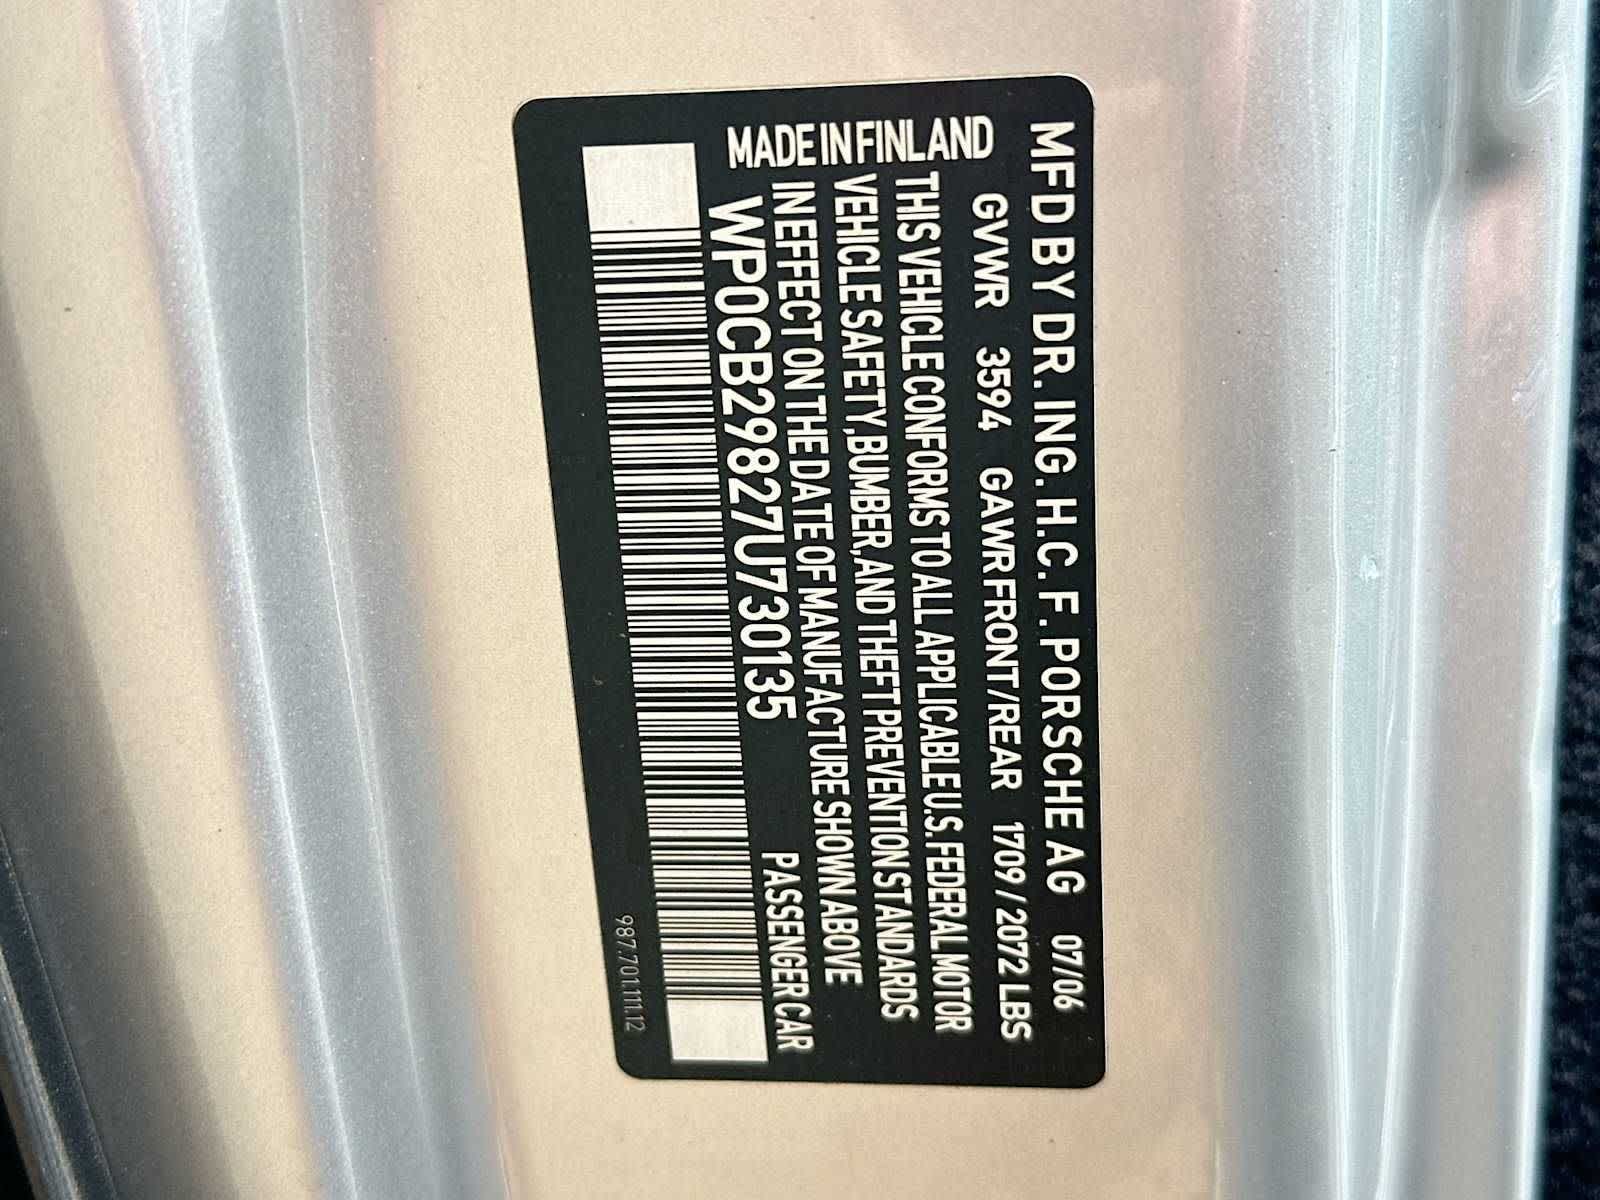 MFD BY DR. ING. H.C. F. PORSCHE AG 07/06
GVWR 3594 GAWR FRONT/REAR 1709 / 2072 LBS
MADE IN FINLAND
THIS VEHICLE CONFORMS TO ALL APPLICABLE U.S. FEDERAL MOTOR
VEHICLE SAFETY, BUMBER, AND THEFT PREVENTION STANDARDS
IN EFFECT ON THE DATE OF MANUFACTURE SHOWN ABOVE
WP0CB29827U730135 PASSENGER CAR
987.701.111.12